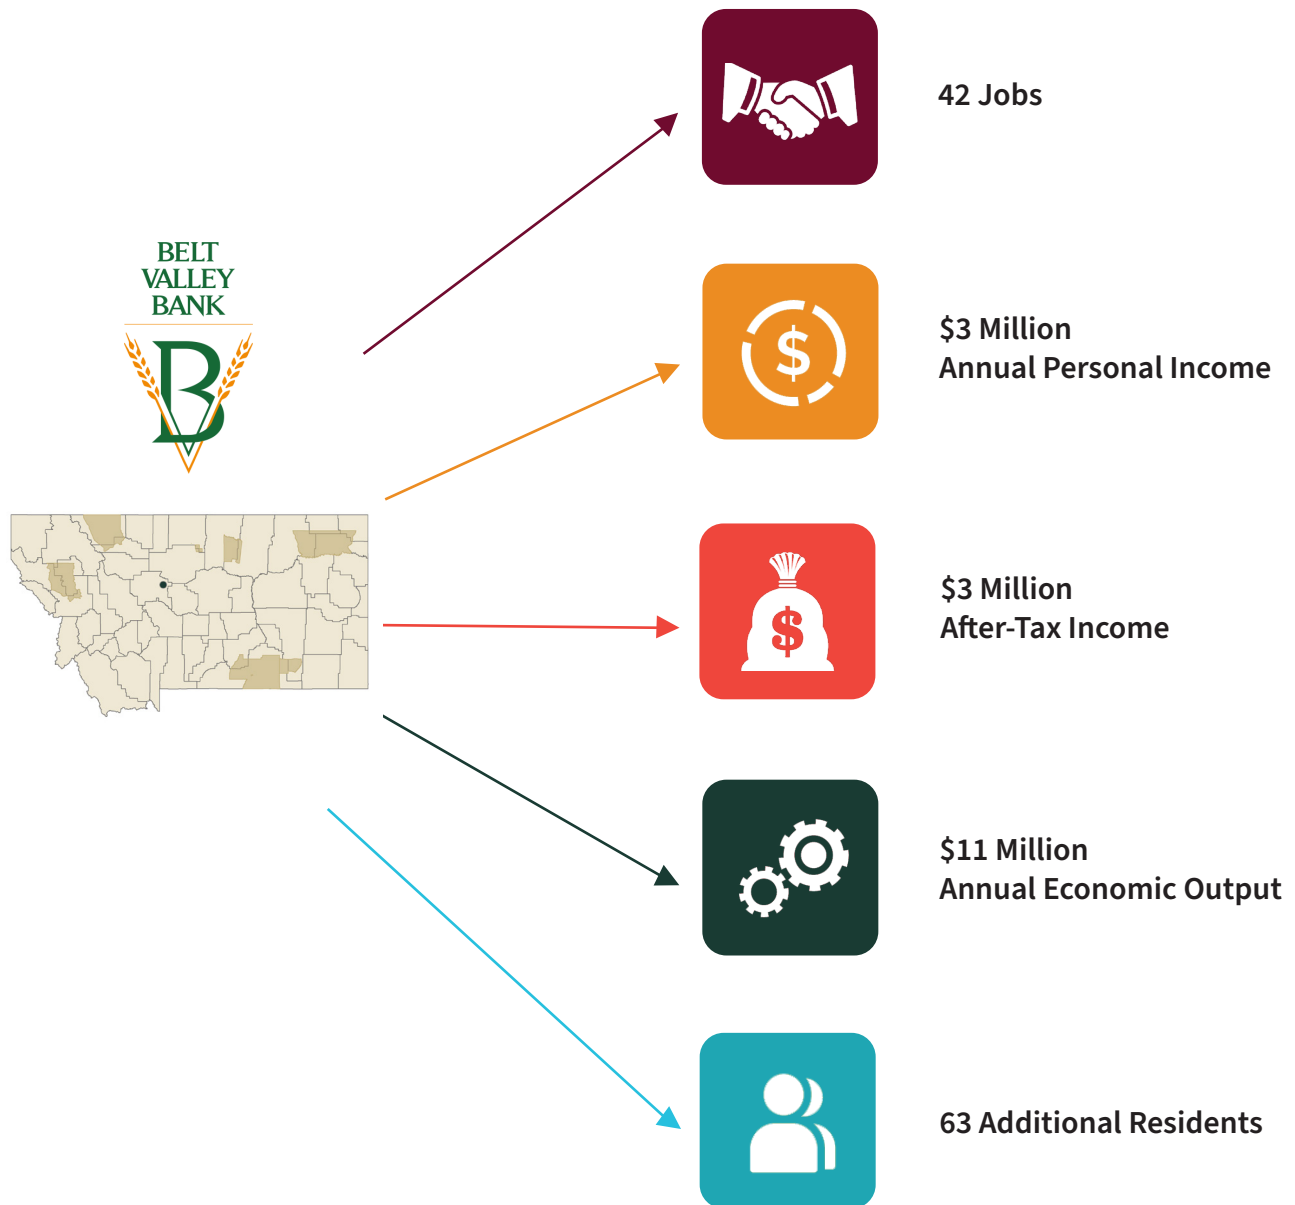 BELT
VALLEY
BANK
B
42 Jobs
$
$3 Million
Annual Personal Income
$
$3 Million
After-Tax Income
$11 Million
Annual Economic Output
63 Additional Residents